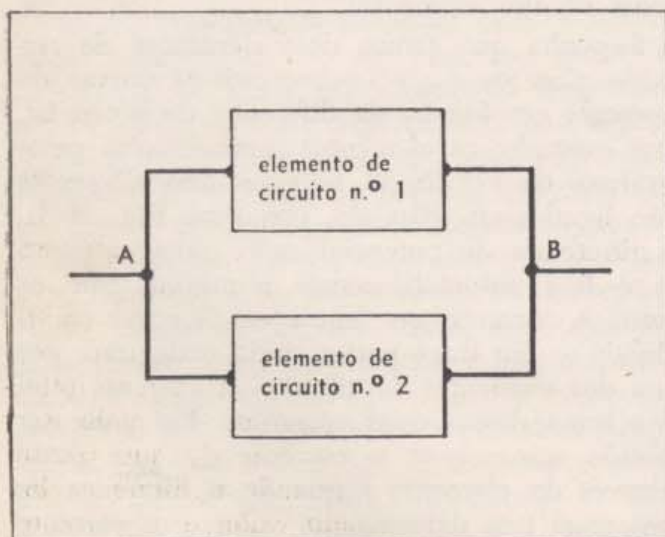 elemento de
circuito n.º 1
A
B
elemento de
circuito n.º 2